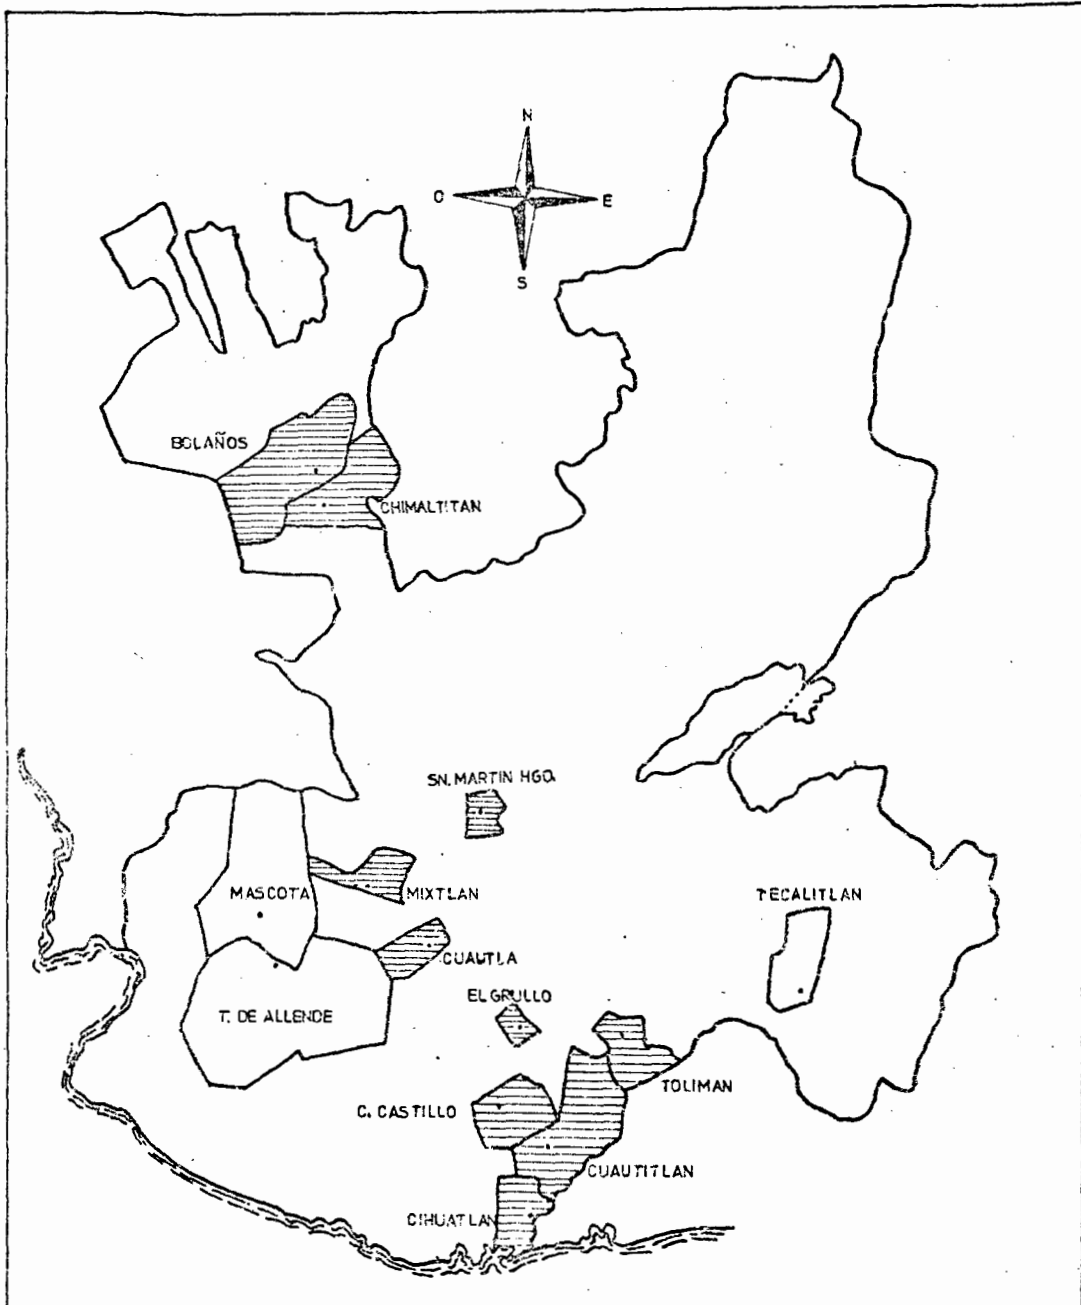 N
O
E
S
BOLAÑOS
CHIMALTITAN
SN. MARTIN HGO.
MASCOTA
MIXTLAN
TECALITLAN
CUAUTLA
EL GRULLO
T. DE ALLENDE
TOLIMAN
C. CASTILLO
CUAUTITLAN
CIHUATLAN